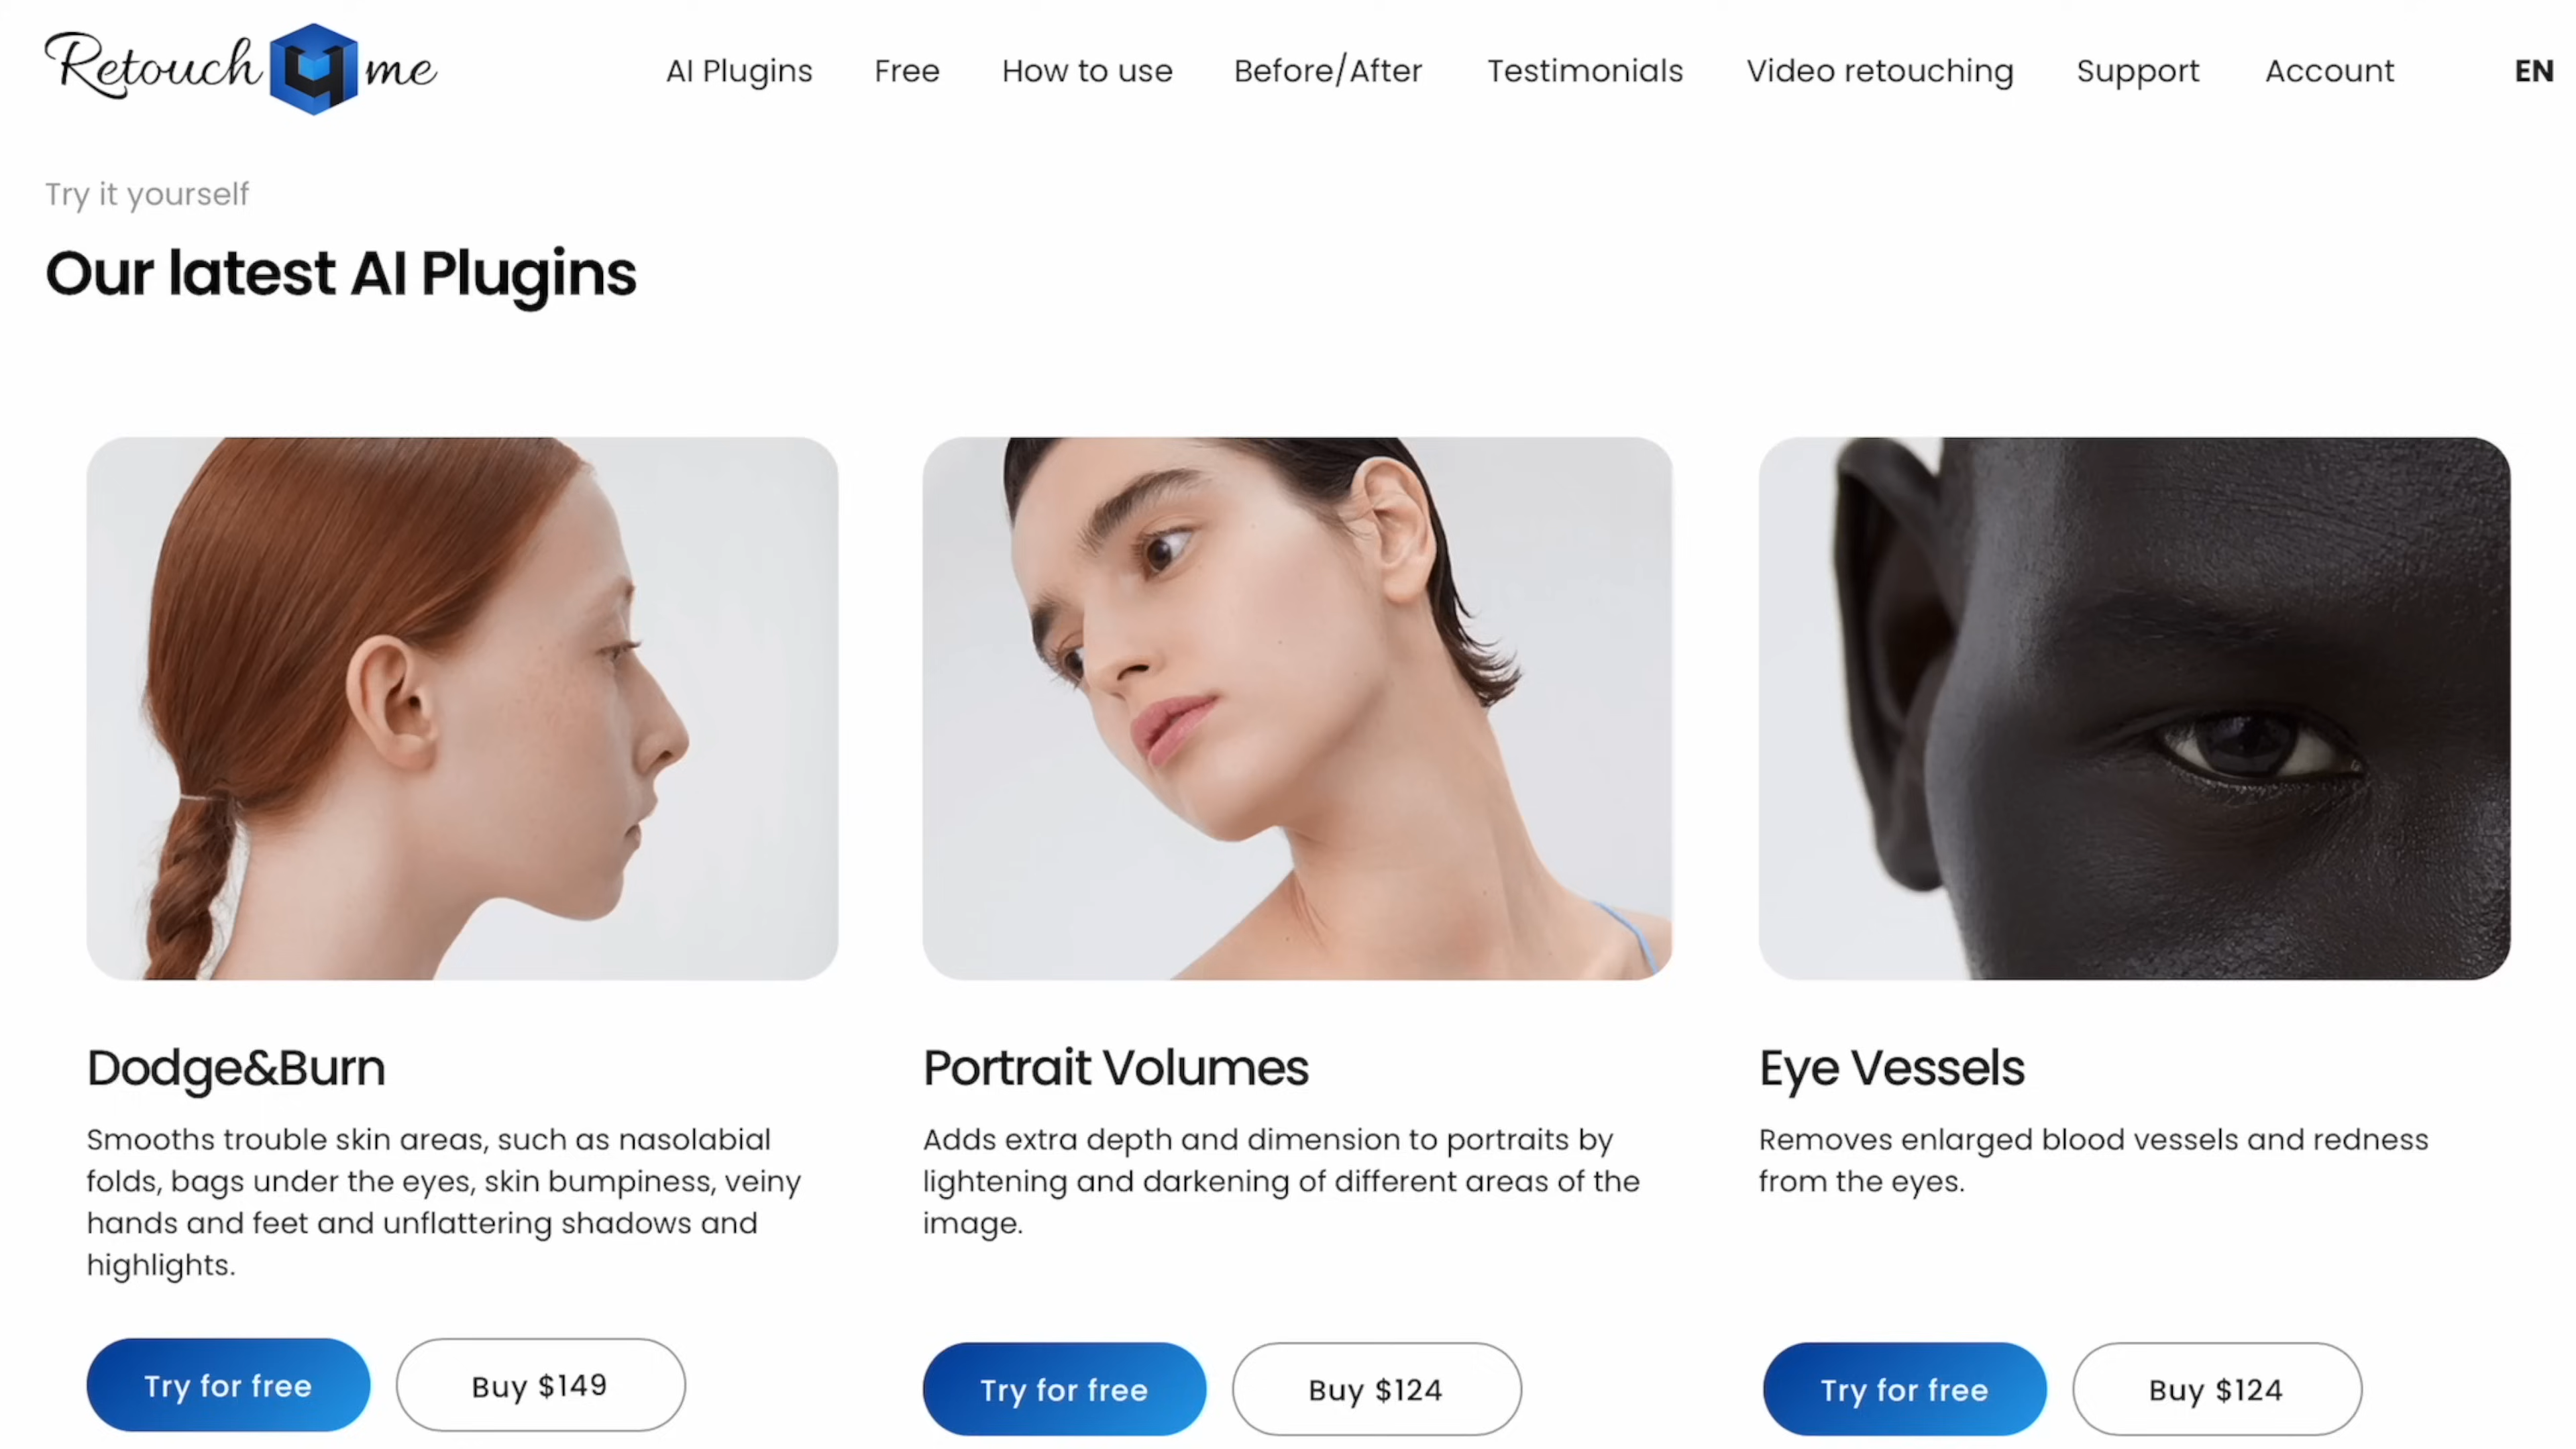 Retouch4me
AI Plugins
Free
How to use
Before/After
Testimonials
Video retouching
Support
Account
EN
Try it yourself
Our latest AI Plugins
Dodge&Burn
Smooths trouble skin areas, such as nasolabial
folds, bags under the eyes, skin bumpiness, veiny
hands and feet and unflattering shadows and
highlights.
Try for free
Buy $149
Portrait Volumes
Adds extra depth and dimension to portraits by
lightening and darkening of different areas of the
image.
Try for free
Buy $124
Eye Vessels
Removes enlarged blood vessels and redness
from the eyes.
Try for free
Buy $124